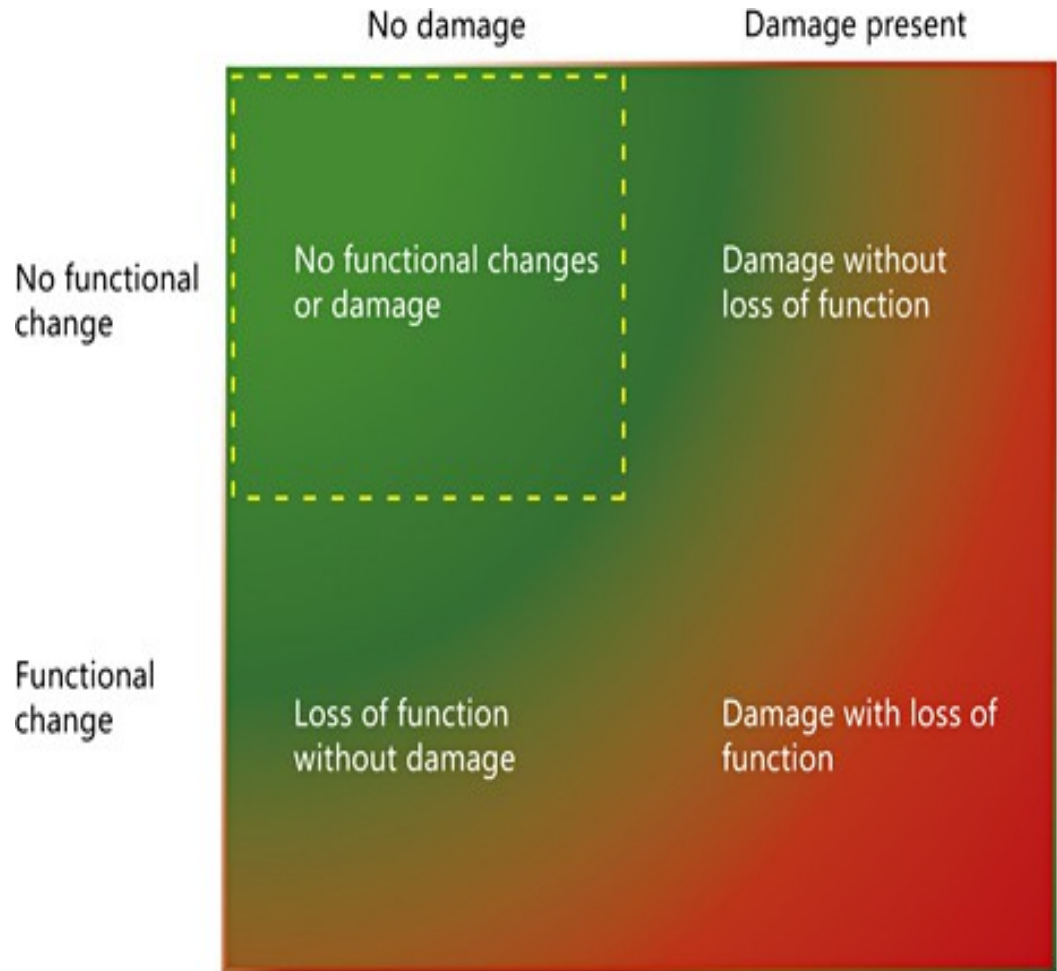 No damage
Damage present
No functional
change
No functional changes
or damage
Damage without
loss of function
Functional
change
Loss of function
without damage
Damage with loss of
function